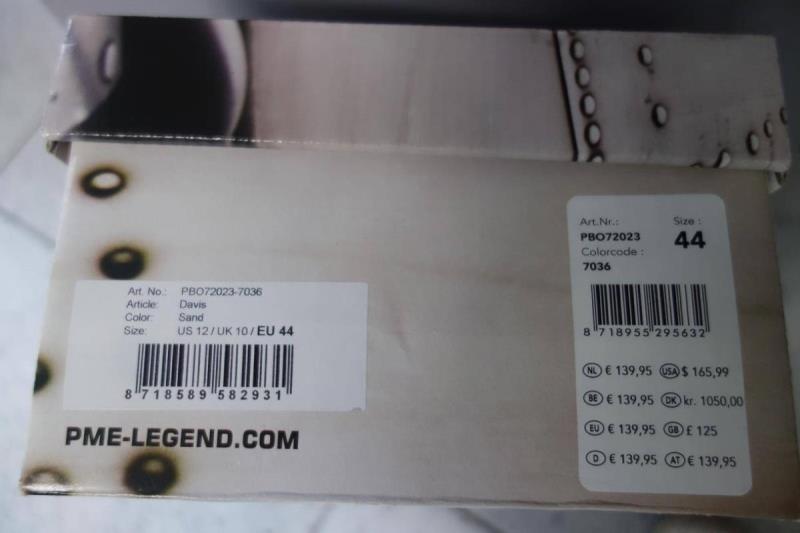 Art. No.: PBO72023-7036
Article: Davis
Color: Sand
Size: US 12 / UK 10 / EU 44
8 718589 582931
PME-LEGEND.COM
Art.Nr.: Size :
PBO72023 44
Colorcode :
7036
8 718955 295632
NL € 139,95 USA $ 165,99
BE € 139,95 DK kr. 1050,00
EU € 139,95 GB £ 125
D € 139,95 AT € 139,95